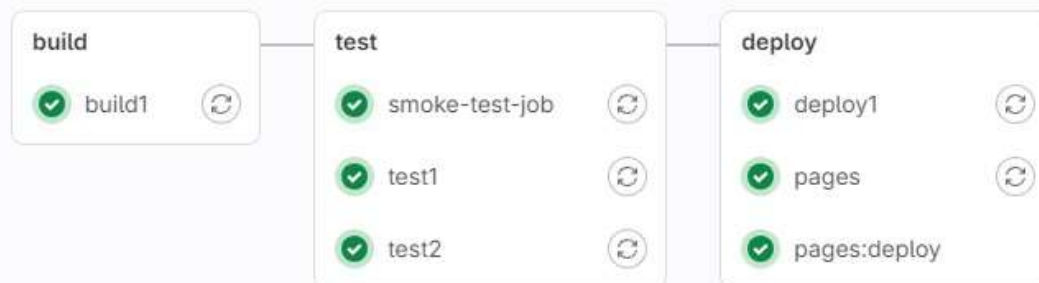 build
build1
test
smoke-test-job
test1
test2
deploy
deploy1
pages
pages:deploy